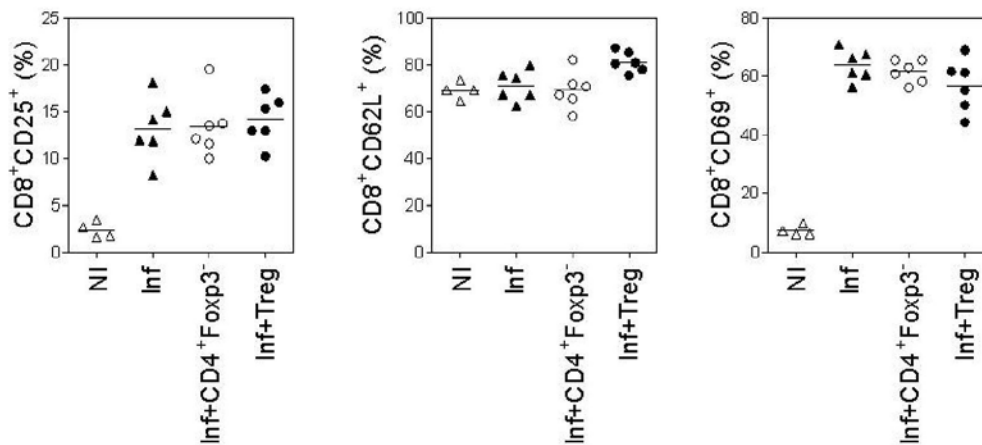 CD8⁺CD25⁺ (%)
25
20
15
10
5
0
NI
Inf
Inf+CD4⁺Foxp3⁻
Inf+Treg
CD8⁺CD62L⁺ (%)
100
80
60
40
20
0
NI
Inf
Inf+CD4⁺Foxp3⁻
Inf+Treg
CD8⁺CD69⁺ (%)
80
60
40
20
0
NI
Inf
Inf+CD4⁺Foxp3⁻
Inf+Treg